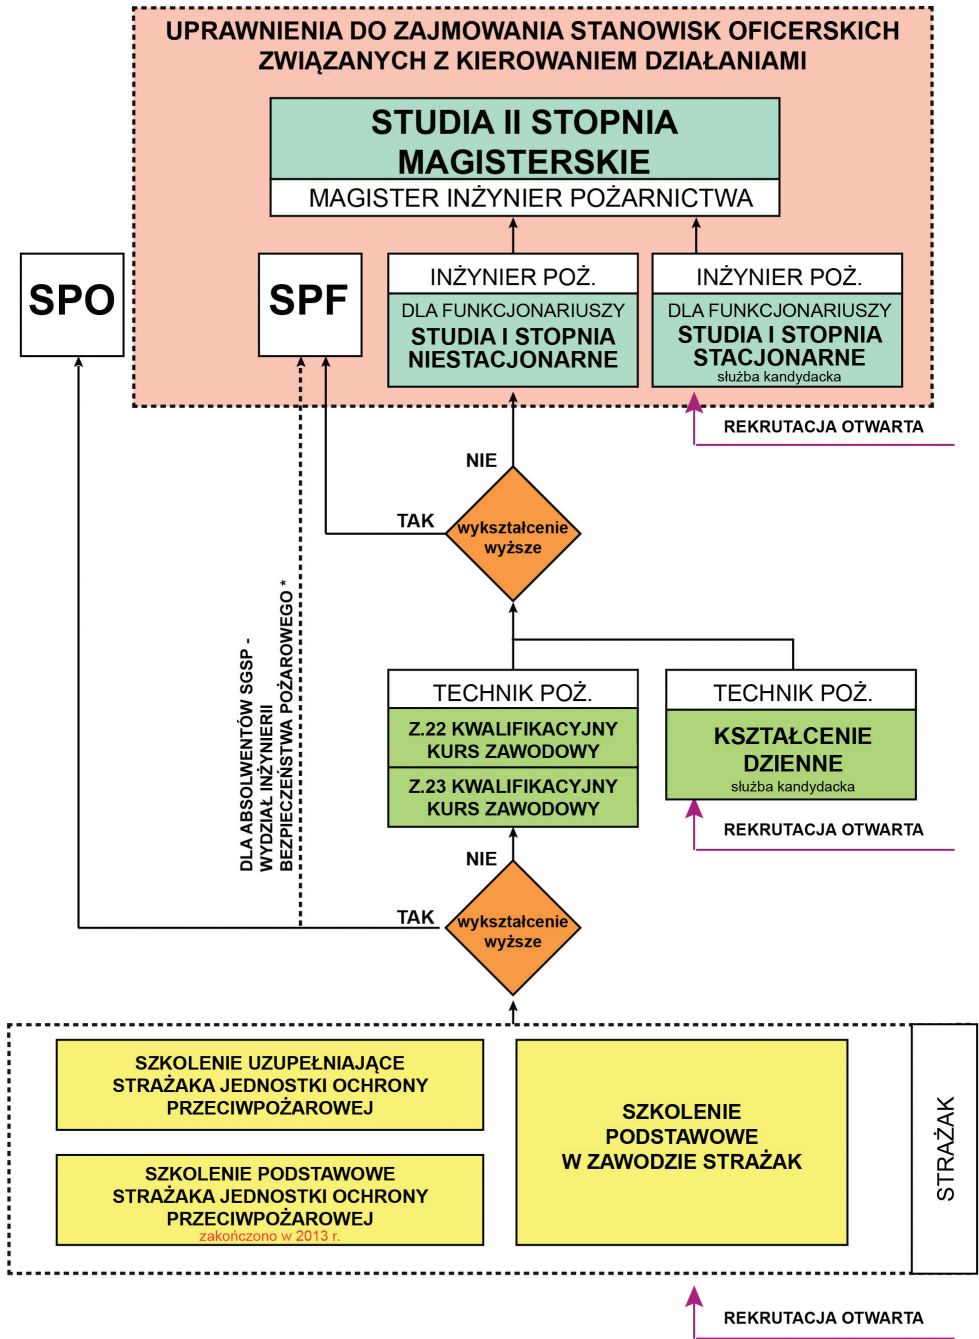 UPRAWNIENIA DO ZAJMOWANIA STANOWISK OFICERSKICH
ZWIĄZANYCH Z KIEROWANIEM DZIAŁANIAMI
STUDIA II STOPNIA
MAGISTERSKIE
MAGISTER INŻYNIER POŻARNICTWA
SPO
SPF
INŻYNIER POŻ.
DLA FUNKCJONARIUSZY
STUDIA I STOPNIA
NIESTACJONARNE
INŻYNIER POŻ.
DLA FUNKCJONARIUSZY
STUDIA I STOPNIA
STACJONARNE
służba kandydacka
REKRUTACJA OTWARTA
NIE
TAK
wykształcenie
wyższe
DLA ABSOLWENTÓW SGSP -
WYDZIAŁ INŻYNIERII
BEZPIECZEŃSTWA POŻAROWEGO *
TECHNIK POŻ.
Z.22 KWALIFIKACYJNY
KURS ZAWODOWY
Z.23 KWALIFIKACYJNY
KURS ZAWODOWY
TECHNIK POŻ.
KSZTAŁCENIE
DZIENNE
służba kandydacka
REKRUTACJA OTWARTA
NIE
TAK
wykształcenie
wyższe
SZKOLENIE UZUPEŁNIAJĄCE
STRAŻAKA JEDNOSTKI OCHRONY
PRZECIWPOŻAROWEJ
SZKOLENIE PODSTAWOWE
STRAŻAKA JEDNOSTKI OCHRONY
PRZECIWPOŻAROWEJ
zakończono w 2013 r.
SZKOLENIE
PODSTAWOWE
W ZAWODZIE STRAŻAK
STRAŻAK
REKRUTACJA OTWARTA